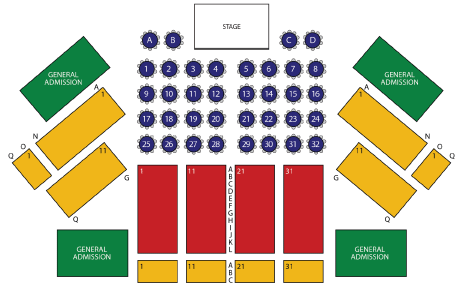 STAGE
A B C D
1 2 3 4 5 6 7 8
9 10 11 12 13 14 15 16
17 18 19 20 21 22 23 24
25 26 27 28 29 30 31 32
GENERAL
ADMISSION
A
1
N
O
Q
1
11
G
Q
GENERAL
ADMISSION
A
1
N
O
Q
1
11
G
Q
1 11 21 31
A
B
C
D
E
F
G
H
I
J
K
L
GENERAL
ADMISSION
GENERAL
ADMISSION
1 11 21 31
A
B
C